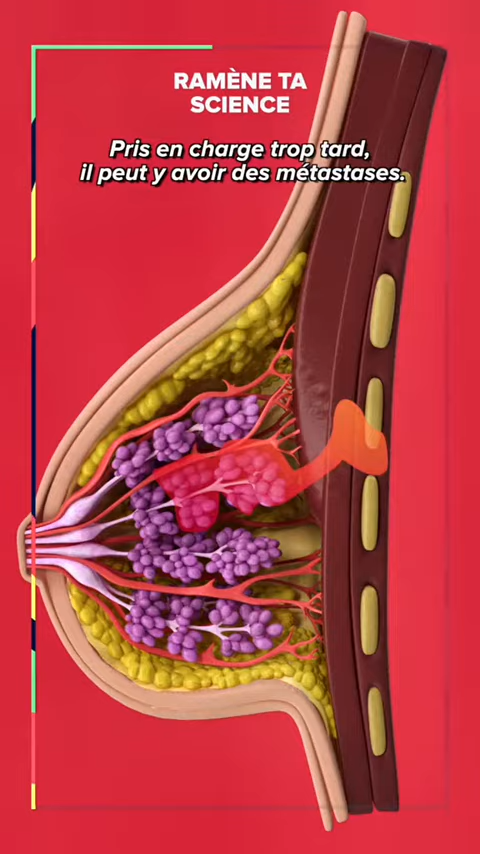 RAMÈNE TA
SCIENCE
Pris en charge trop tard,
il peut y avoir des métastases.